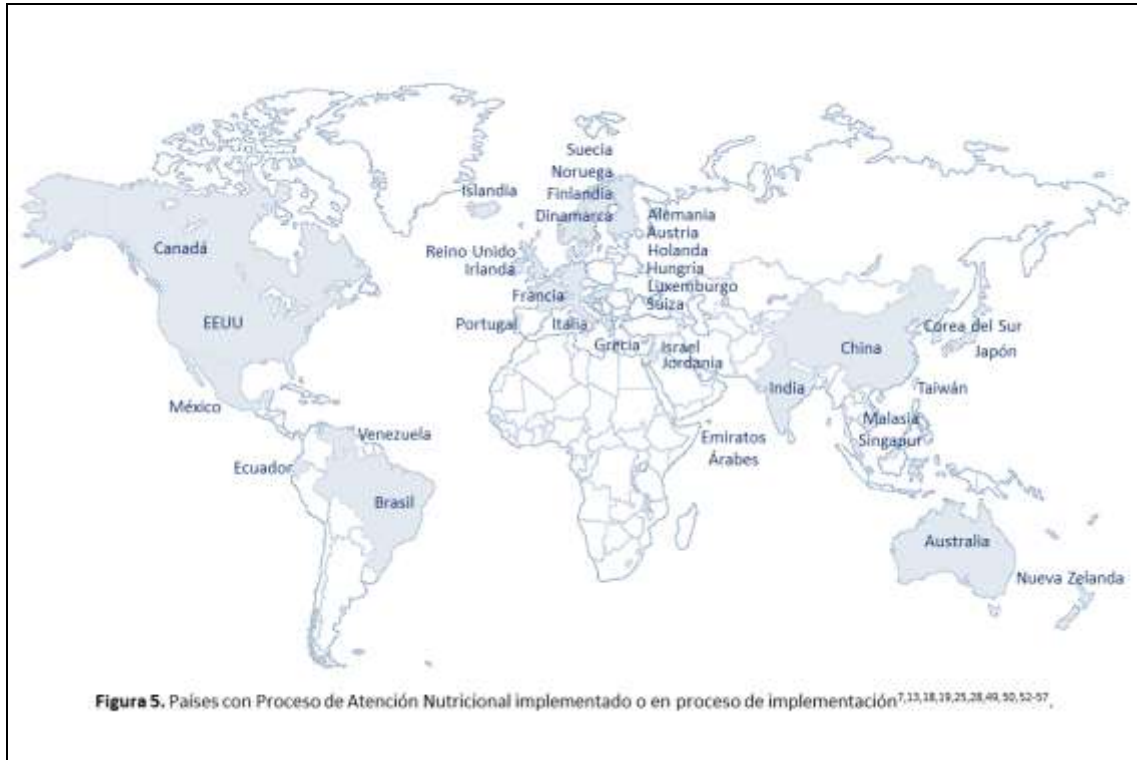 Suecia
Noruega
Islandia
Finlandia
Dinamarca
Alemania
Austria
Holanda
Hungría
Luxemburgo
Suiza
Canadá
Reino Unido
Irlanda
Francia
EEUU
Portugal
Italia
Grecia
Israel
Jordania
China
Corea del Sur
Japón
India
Taiwán
México
Malasia
Singapur
Venezuela
Emiratos
Árabes
Ecuador
Brasil
Australia
Nueva Zelanda
Figura 5. Países con Proceso de Atención Nutricional implementado o en proceso de implementación7,13,18,19,25,28,49,50,52-57.